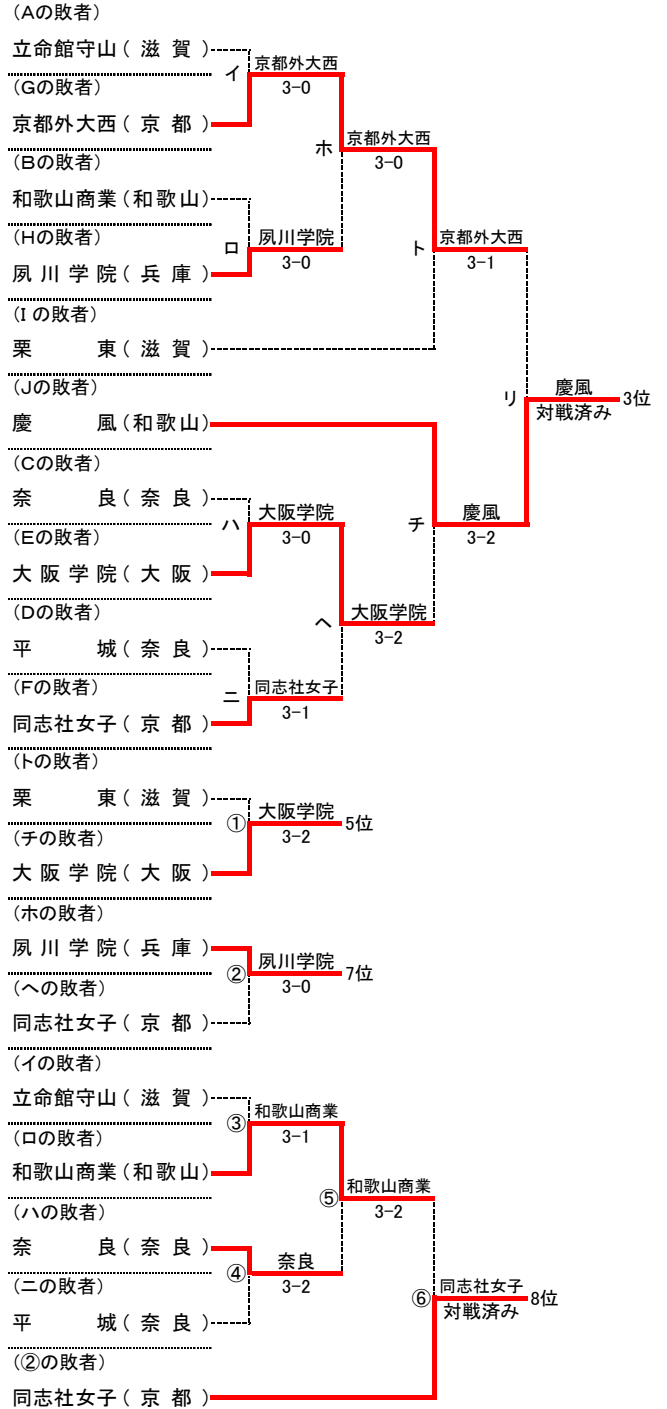 (Aの敗者)
立命館守山( 滋 賀 )
イ 京都外大西
3-0
(Gの敗者)
京都外大西( 京 都 )
ホ 京都外大西
3-0
(Bの敗者)
和歌山商業(和歌山)
ロ 夙川学院
3-0
(Hの敗者)
夙 川 学 院( 兵 庫 )
ト 京都外大西
3-1
(I の敗者)
栗 東( 滋 賀 )
(Jの敗者)
慶 風(和歌山)
リ 慶風 3位
対戦済み
(Cの敗者)
奈 良( 奈 良 )
ハ 大阪学院
3-0
(Eの敗者)
大 阪 学 院( 大 阪 )
チ 慶風
3-2
(Dの敗者)
平 城( 奈 良 )
ヘ 大阪学院
3-2
(Fの敗者)
同志社女子( 京 都 )
ニ 同志社女子
3-1
(トの敗者)
栗 東( 滋 賀 )
① 大阪学院 5位
3-2
(チの敗者)
大 阪 学 院( 大 阪 )
(ホの敗者)
夙 川 学 院( 兵 庫 )
② 夙川学院 7位
3-0
(ヘの敗者)
同志社女子( 京 都 )
(イの敗者)
立命館守山( 滋 賀 )
③ 和歌山商業
3-1
(ロの敗者)
和歌山商業(和歌山)
⑤ 和歌山商業
3-2
(ハの敗者)
奈 良( 奈 良 )
④ 奈良
3-2
(ニの敗者)
平 城( 奈 良 )
⑥ 同志社女子 8位
対戦済み
(②の敗者)
同志社女子( 京 都 )